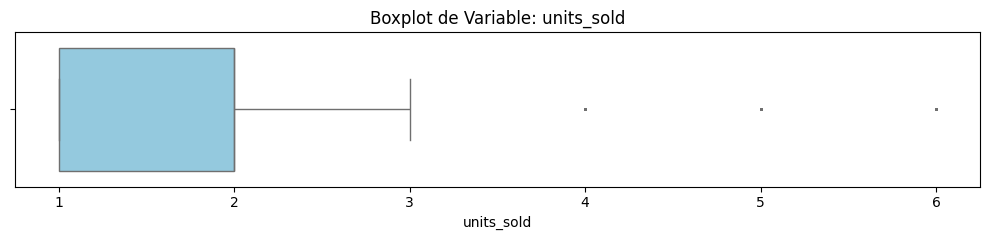 Boxplot de Variable: units_sold
1 2 3 4 5 6
units_sold